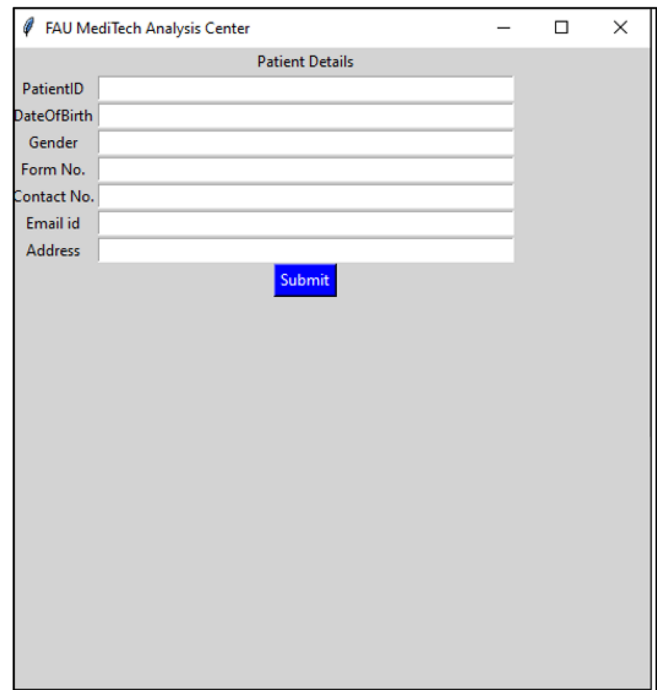 FAU MediTech Analysis Center
Patient Details
PatientID
DateOfBirth
Gender
Form No.
Contact No.
Email id
Address
Submit